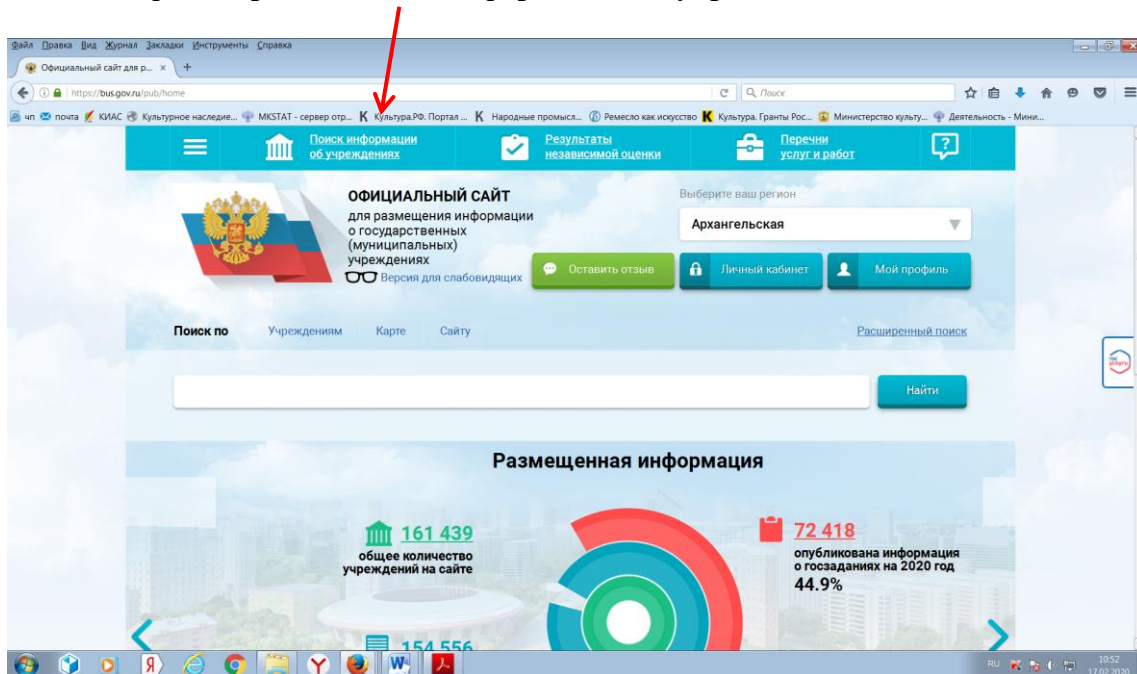 Файл Правка Вид Журнал Закладки Инструменты Справка
Официальный сайт для р... × +
https://bus.gov.ru/pub/home
Поиск
чп почта КИАС Культурное наследие... MKSTAT - сервер отр... Культура.РФ. Портал ... Народные промысл... Ремесло как искусство Культура. Гранты Рос... Министерство культу... Деятельность - Мини...
Поиск информации
об учреждениях
Результаты
независимой оценки
Перечни
услуг и работ
ОФИЦИАЛЬНЫЙ САЙТ
для размещения информации
о государственных
(муниципальных)
учреждениях
Версия для слабовидящих
Выберите ваш регион
Архангельская
Оставить отзыв
Личный кабинет
Мой профиль
Поиск по Учреждениям Карте Сайту Расширенный поиск
Найти
Размещенная информация
161 439
общее количество
учреждений на сайте
72 418
опубликована информация
о госзаданиях на 2020 год
44.9%
154 556
RU 10:52
17.02.2020